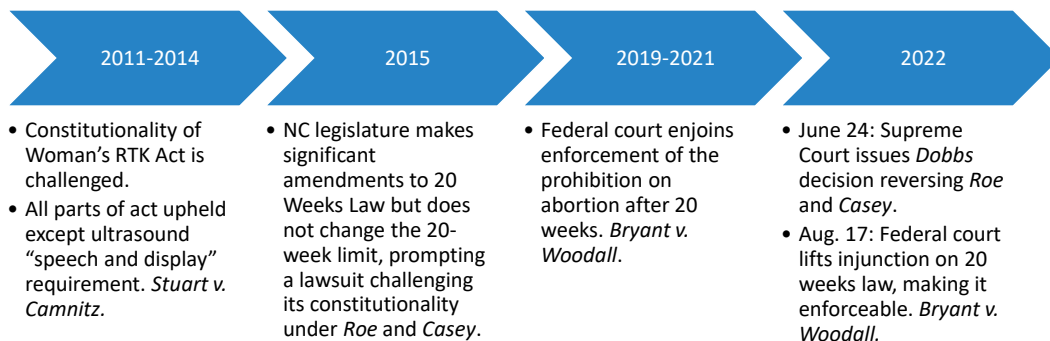 2011-2014
• Constitutionality of
Woman's RTK Act is
challenged.
• All parts of act upheld
except ultrasound
“speech and display”
requirement. Stuart v.
Camnitz.
2015
• NC legislature makes
significant
amendments to 20
Weeks Law but does
not change the 20-
week limit, prompting
a lawsuit challenging
its constitutionality
under Roe and Casey.
2019-2021
• Federal court enjoins
enforcement of the
prohibition on
abortion after 20
weeks. Bryant v.
Woodall.
2022
• June 24: Supreme
Court issues Dobbs
decision reversing Roe
and Casey.
• Aug. 17: Federal court
lifts injunction on 20
weeks law, making it
enforceable. Bryant v.
Woodall.